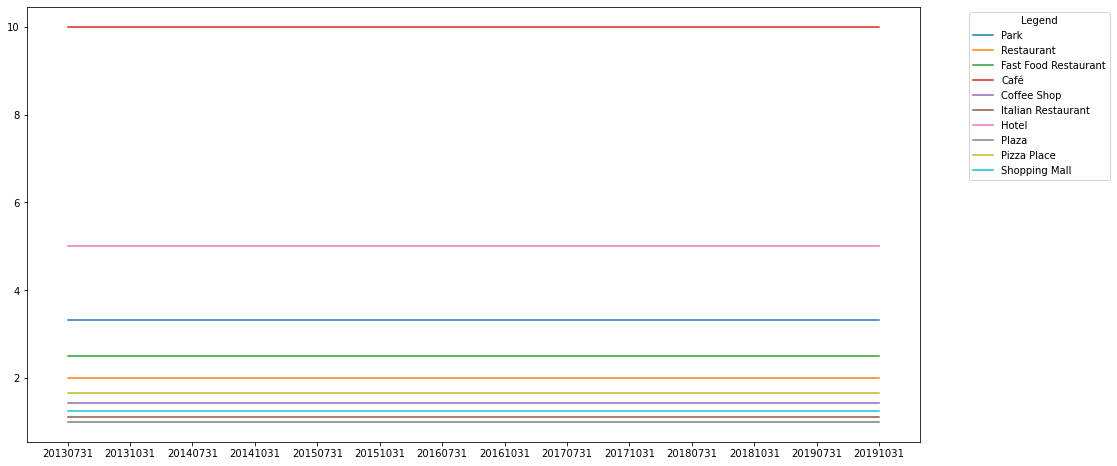 10
8
6
4
2
20130731 20131031 20140731 20141031 20150731 20151031 20160731 20161031 20170731 20171031 20180731 20181031 20190731 20191031
Legend
Park
Restaurant
Fast Food Restaurant
Café
Coffee Shop
Italian Restaurant
Hotel
Plaza
Pizza Place
Shopping Mall